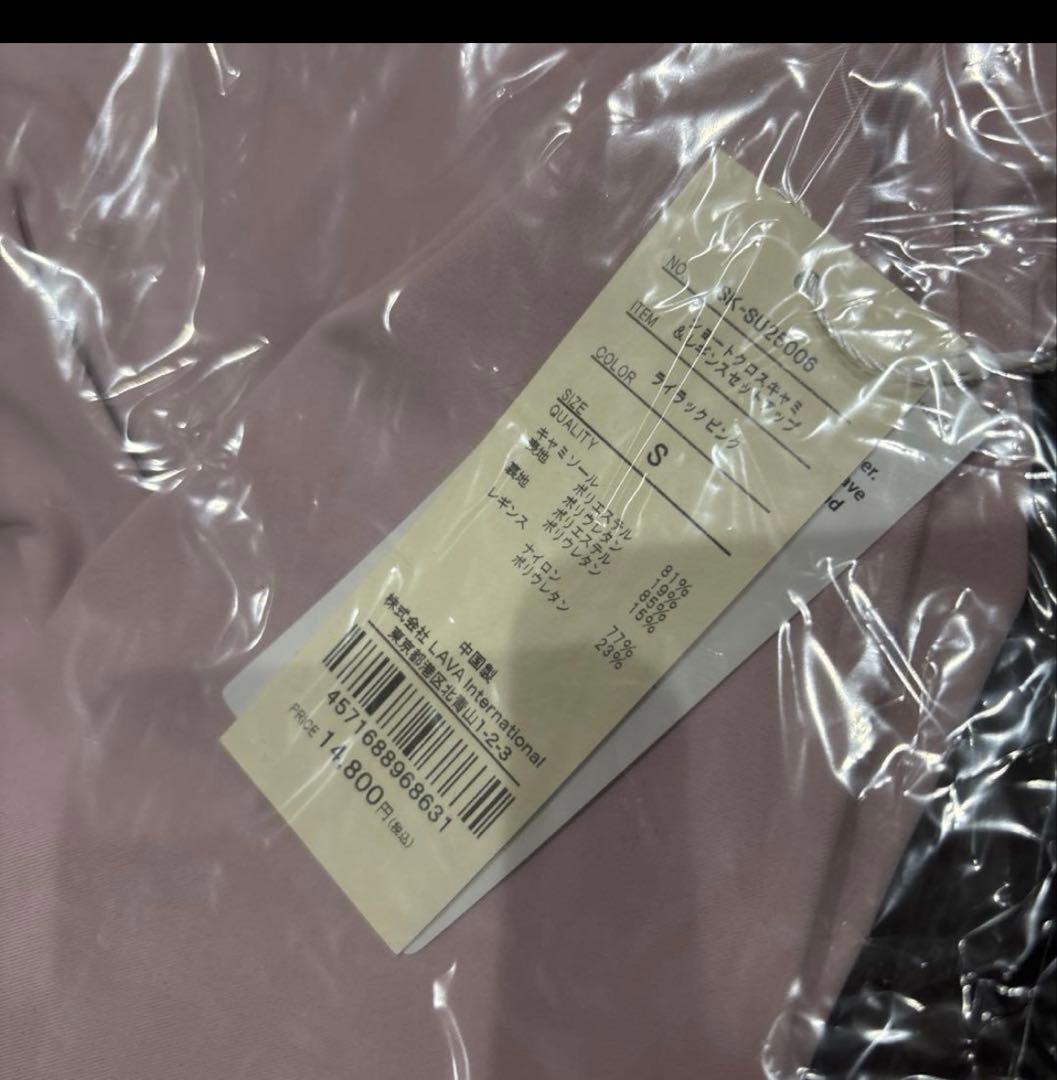 NO. SK-SU25006
ITEM ショートクロスキャミ
&レギンスセットアップ
COLOR ライラックピンク
SIZE S
QUALITY
キャミソール
表地 ポリエステル 81%
ポリウレタン 19%
裏地 ポリエステル 85%
ポリウレタン 15%
レギンス
ナイロン 77%
ポリウレタン 23%
中国製
株式会社 LAVA International
東京都港区北青山1-2-3
4571688968631
PRICE 14,800円(税込)
er.
ave
nd